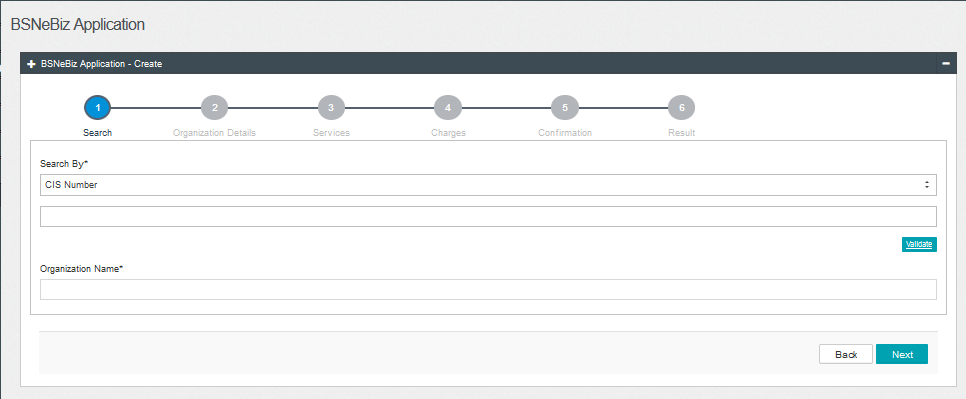 BSNeBiz Application
BSNeBiz Application - Create
1 2 3 4 5 6
Search Organization Details Services Charges Confirmation Result
Search By*
CIS Number
Validate
Organization Name*
Back Next